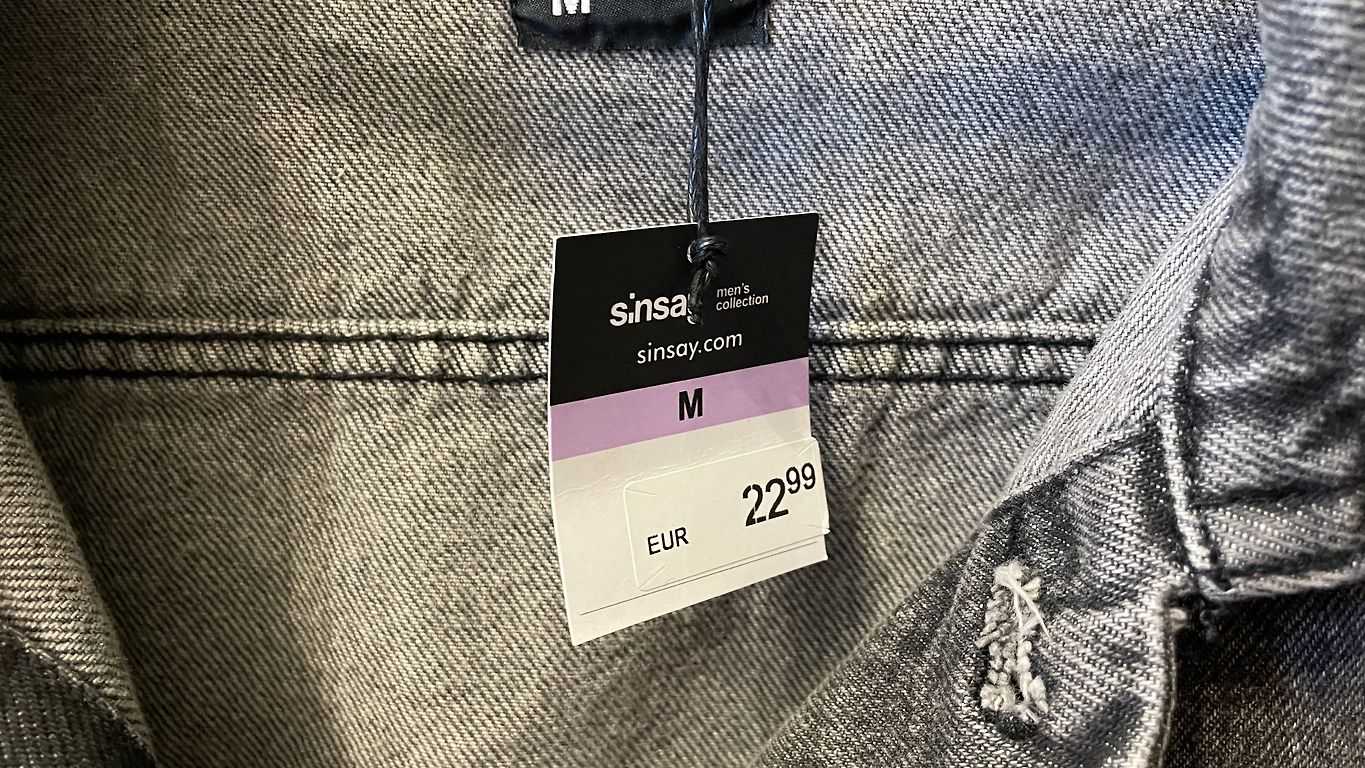 M
sinsay men's
collection
sinsay.com
M
22 99
EUR